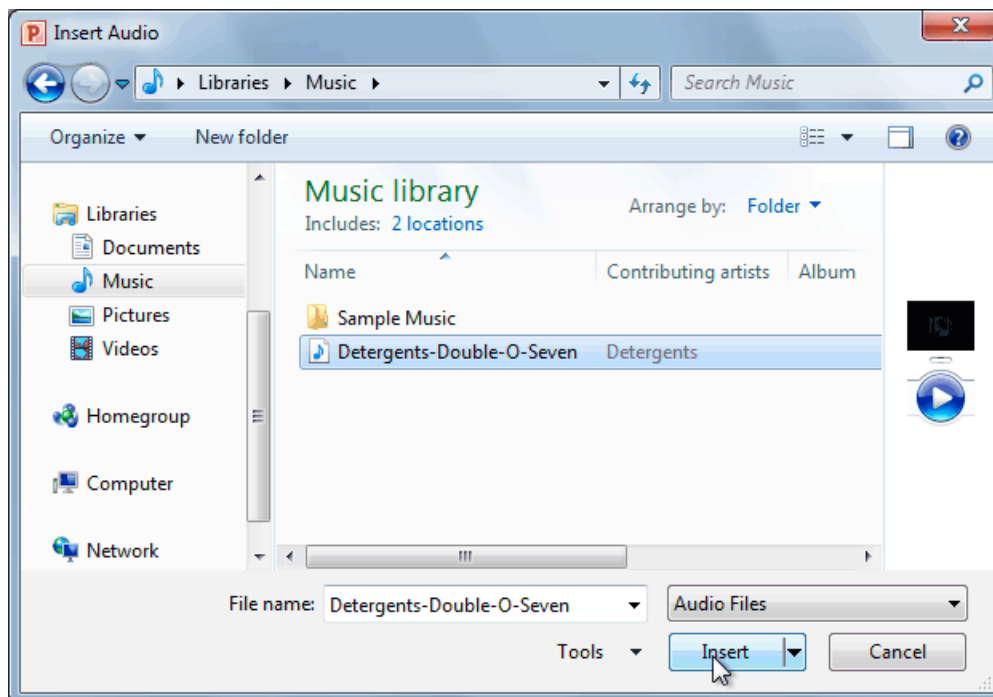 Insert Audio
Libraries Music
Search Music
Organize New folder
Music library
Arrange by: Folder
Includes: 2 locations
Name Contributing artists Album
Libraries
Documents
Music
Pictures
Videos
Homegroup
Computer
Network
Sample Music
Detergents-Double-O-Seven Detergents
File name: Detergents-Double-O-Seven Audio Files
Tools Insert Cancel